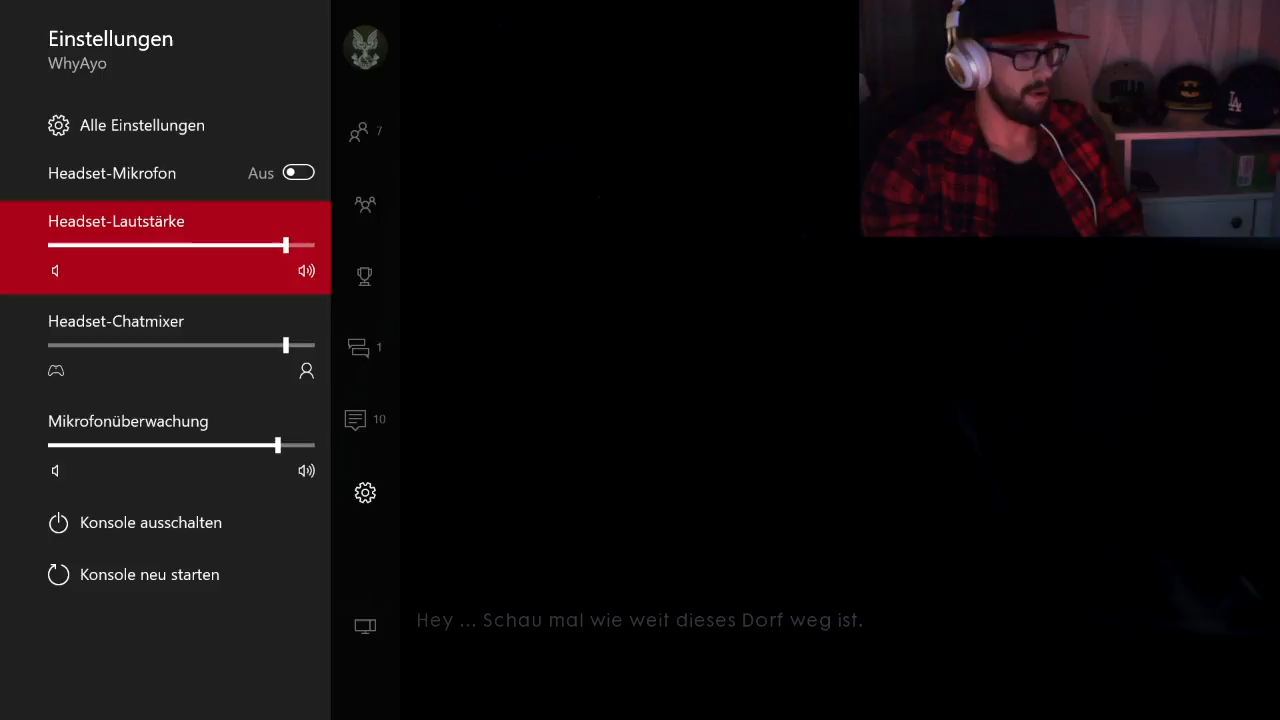 Einstellungen
WhyAyo
Alle Einstellungen
Headset-Mikrofon Aus
Headset-Lautstärke
Headset-Chatmixer
Mikrofonüberwachung
Konsole ausschalten
Konsole neu starten
7
1
10
Hey ... Schau mal wie weit dieses Dorf weg ist.
LA